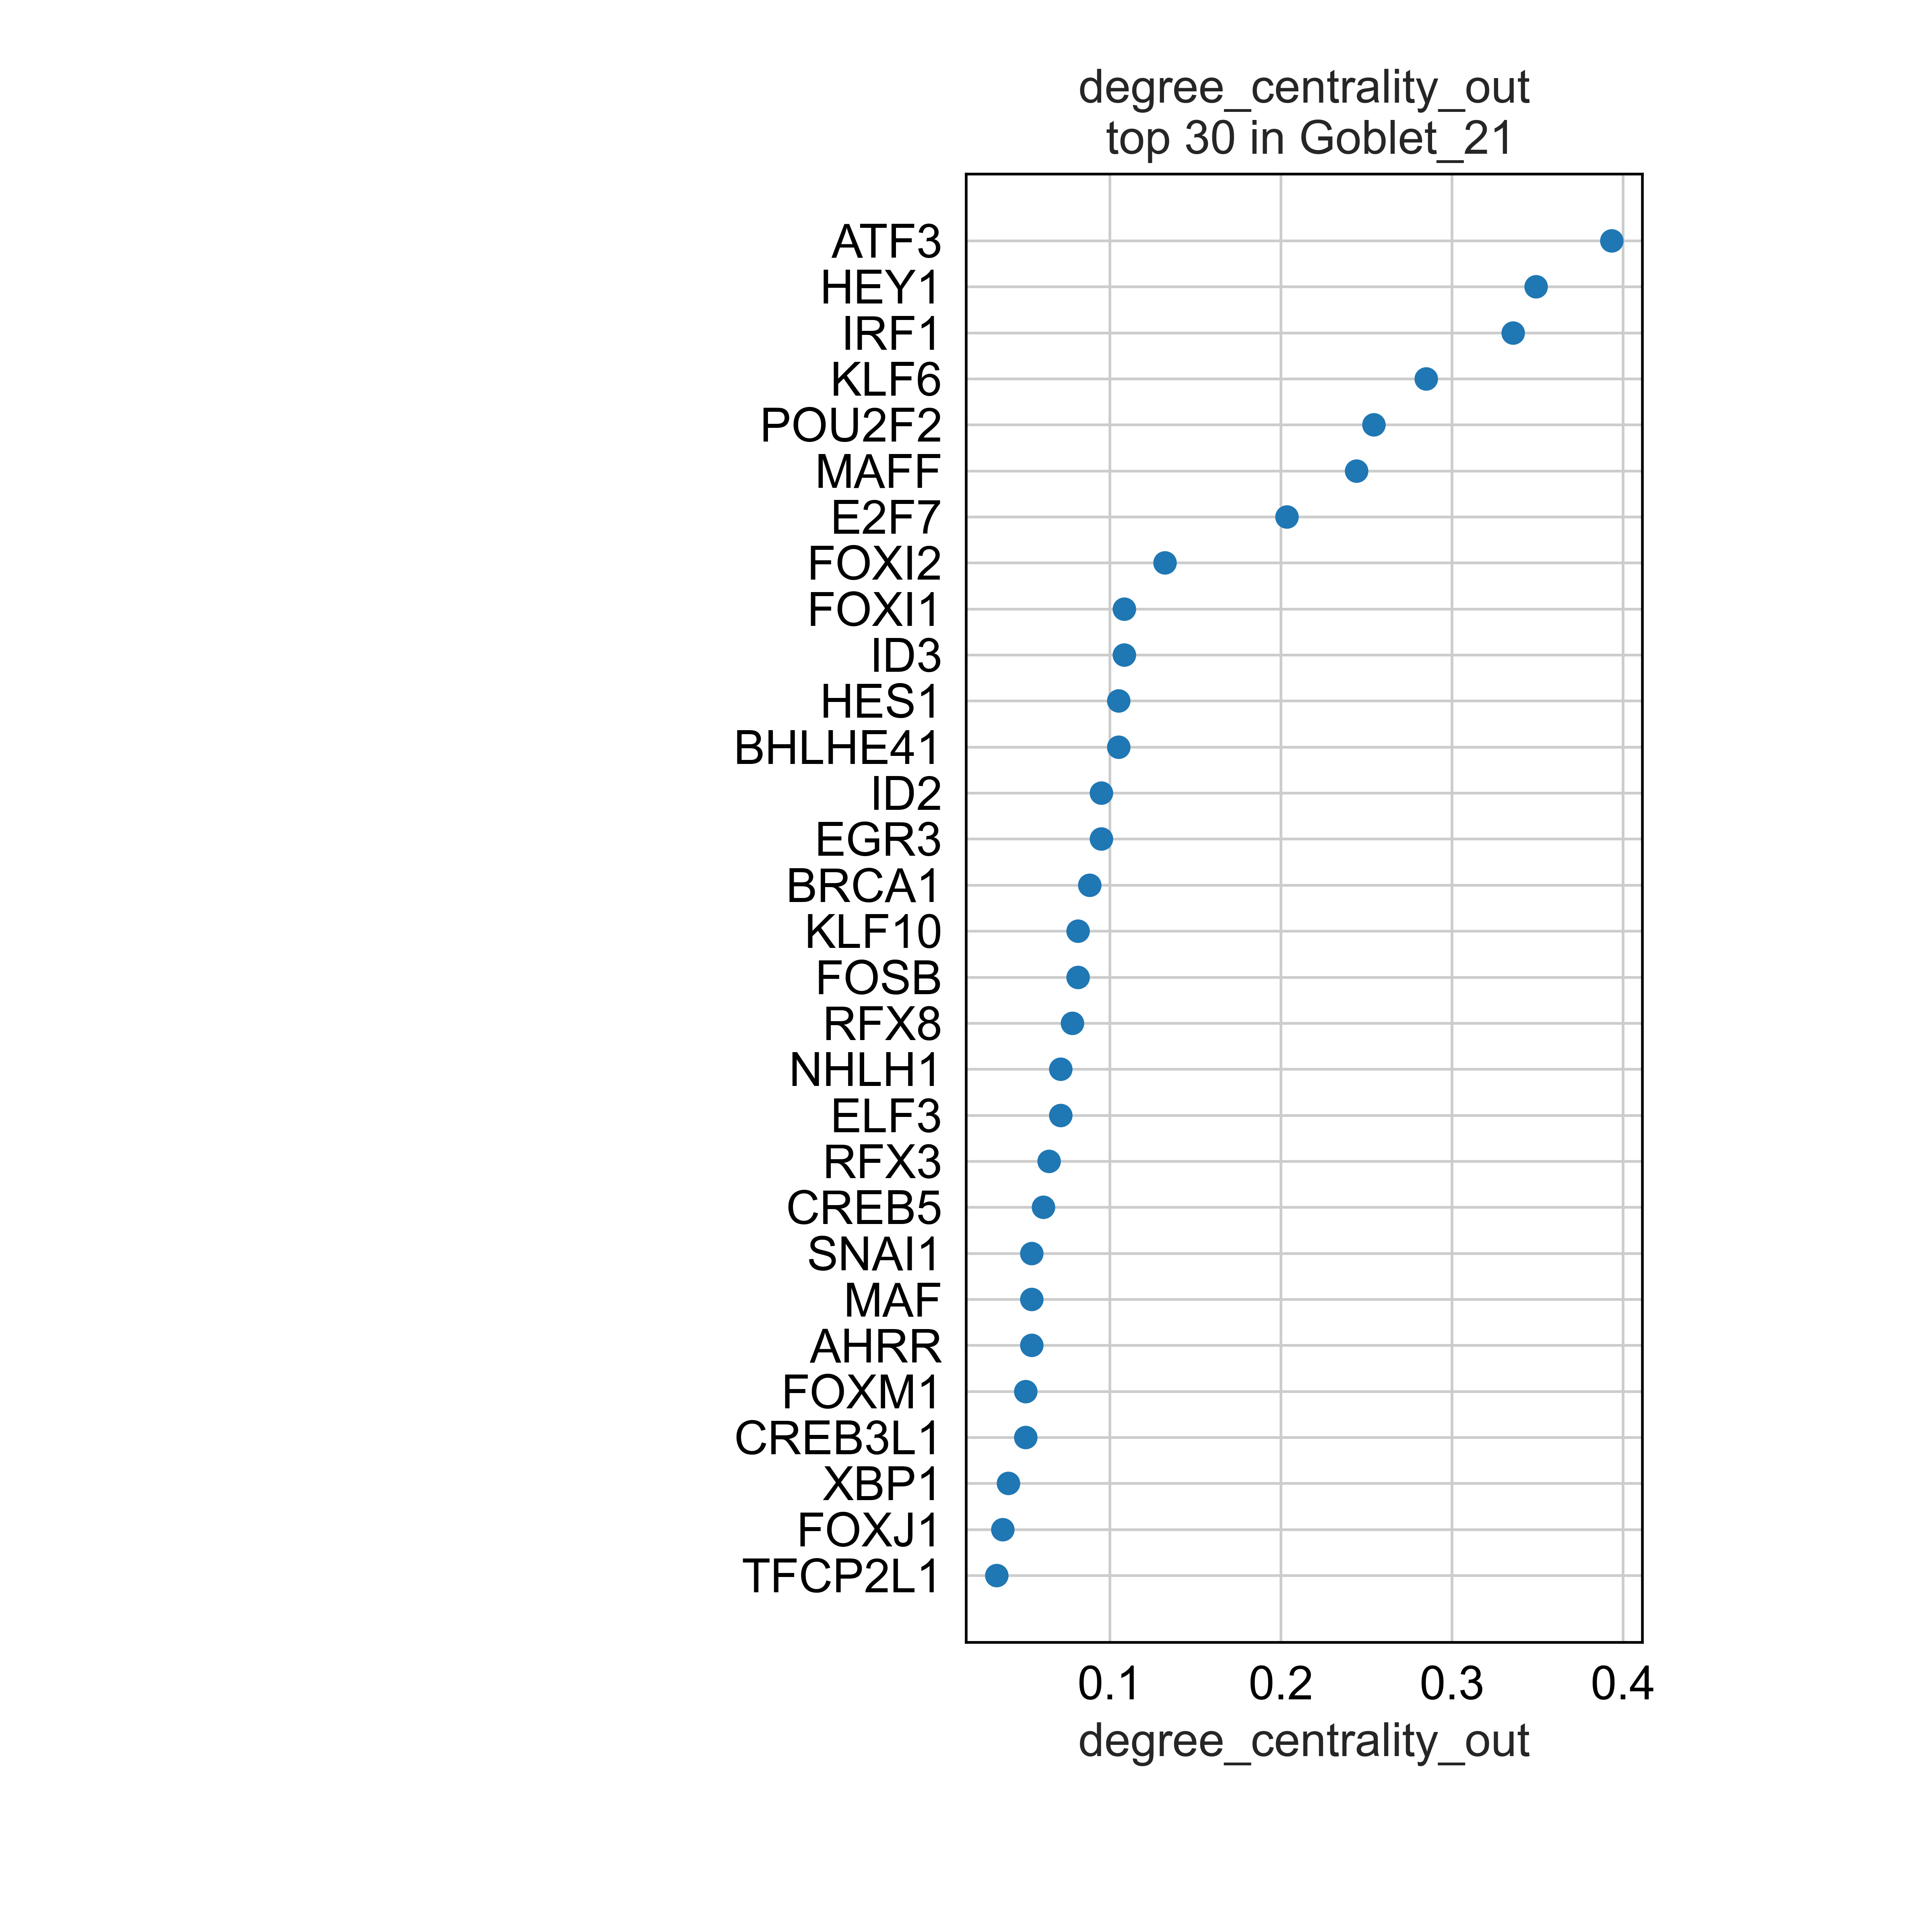 degree_centrality_out
top 30 in Goblet_21
ATF3
HEY1
IRF1
KLF6
POU2F2
MAFF
E2F7
FOXI2
FOXI1
ID3
HES1
BHLHE41
ID2
EGR3
BRCA1
KLF10
FOSB
RFX8
NHLH1
ELF3
RFX3
CREB5
SNAI1
MAF
AHRR
FOXM1
CREB3L1
XBP1
FOXJ1
TFCP2L1
0.1 0.2 0.3 0.4
degree_centrality_out